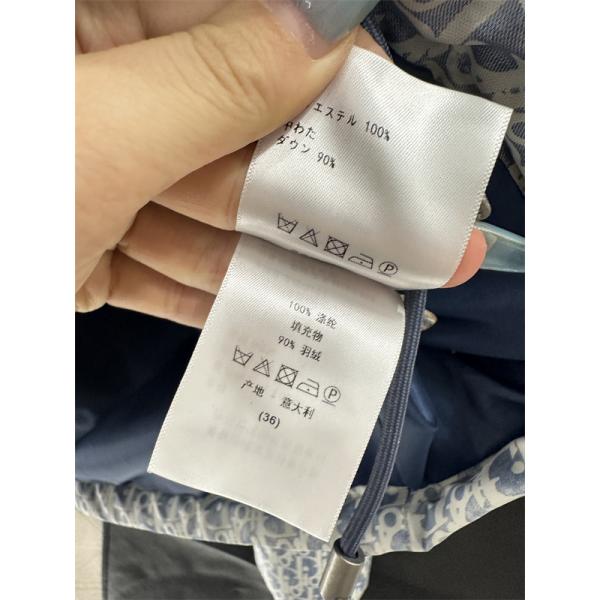 エステル 100%
中わた
ダウン 90%
100% 涤纶
填充物
90% 羽绒
产地 意大利
(36)